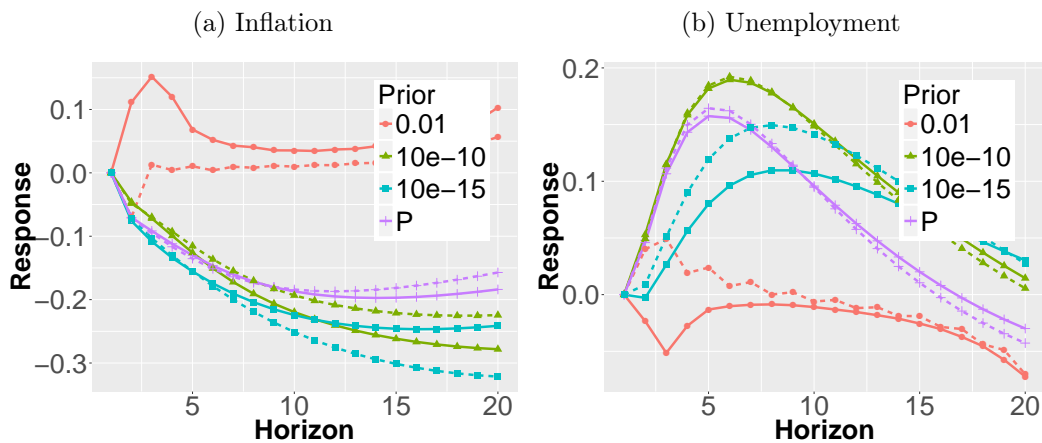 (a) Inflation
Response
0.1
0.0
−0.1
−0.2
−0.3
5
10
15
20
Horizon
Prior
0.01
10e−10
10e−15
P
(b) Unemployment
Response
0.2
0.1
0.0
5
10
15
20
Horizon
Prior
0.01
10e−10
10e−15
P